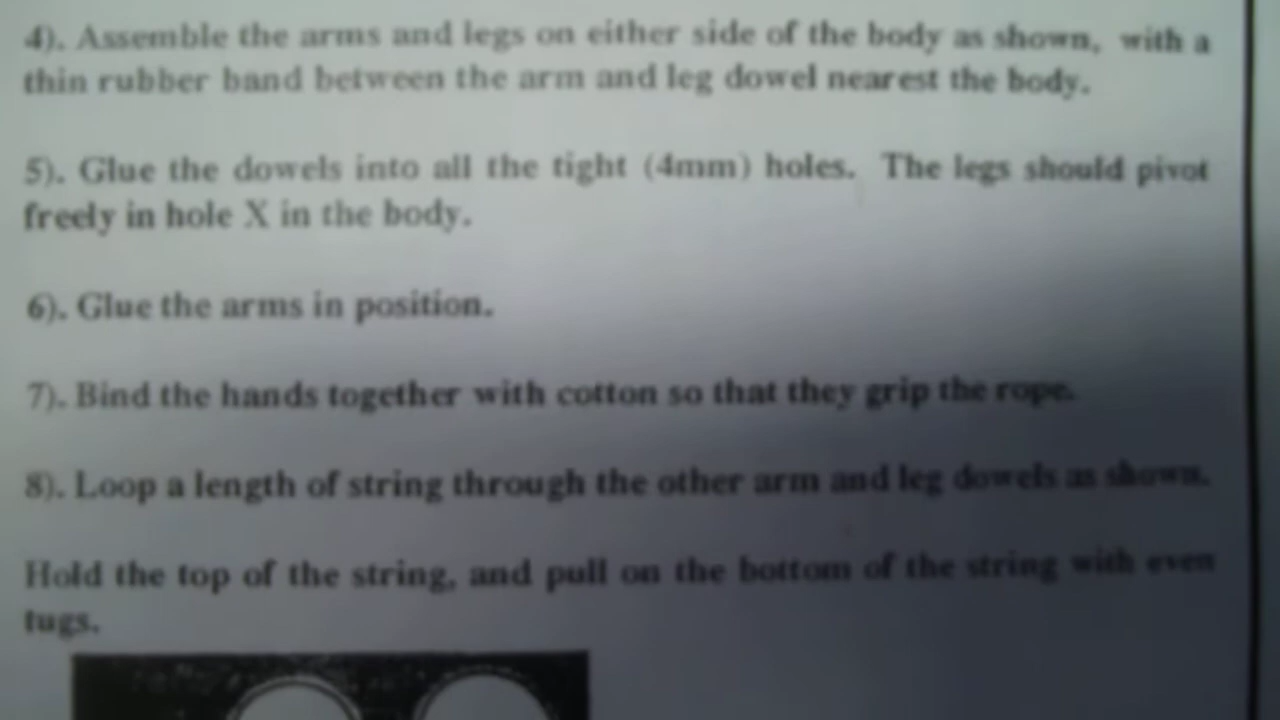 4). Assemble the arms and legs on either side of the body as shown, with a
thin rubber band between the arm and leg dowel nearest the body.
5). Glue the dowels into all the tight (4mm) holes. The legs should pivot
freely in hole X in the body.
6). Glue the arms in position.
7). Bind the hands together with cotton so that they grip the rope.
8). Loop a length of string through the other arm and leg dowels as shown.
Hold the top of the string, and pull on the bottom of the string with even
tugs.